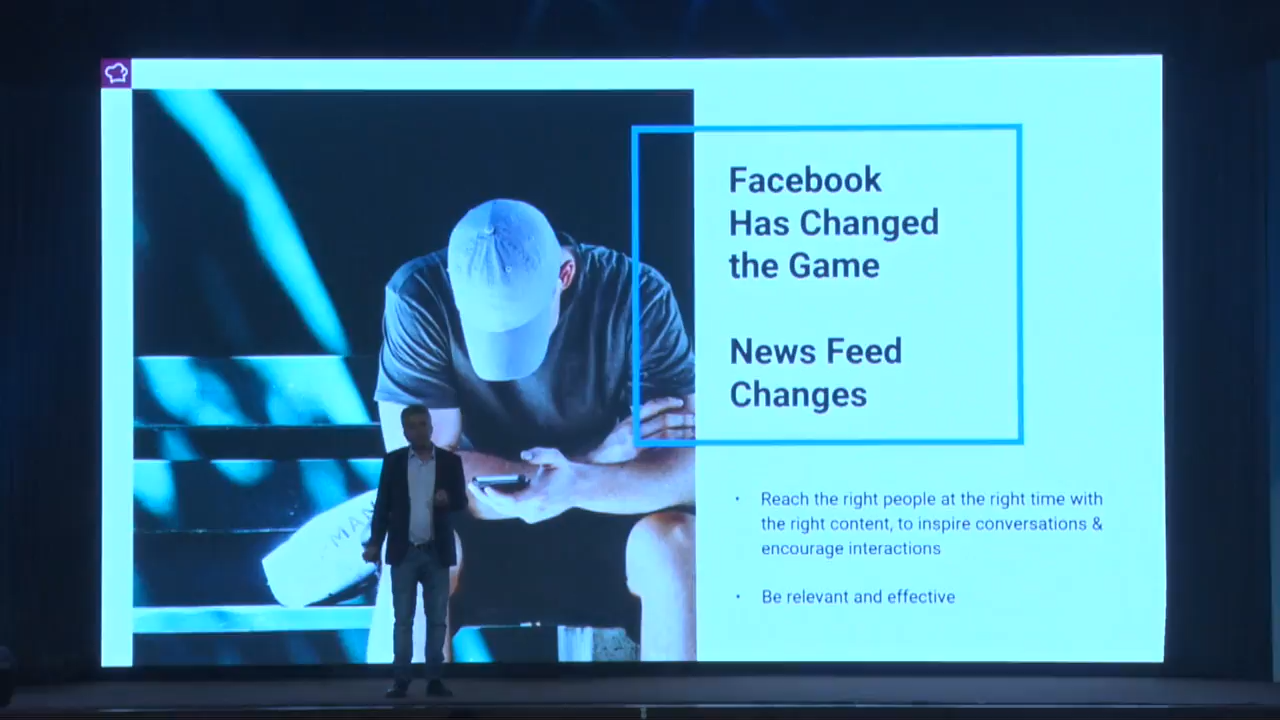 Facebook
Has Changed
the Game
News Feed
Changes
• Reach the right people at the right time with
the right content, to inspire conversations &
encourage interactions
• Be relevant and effective
MAN